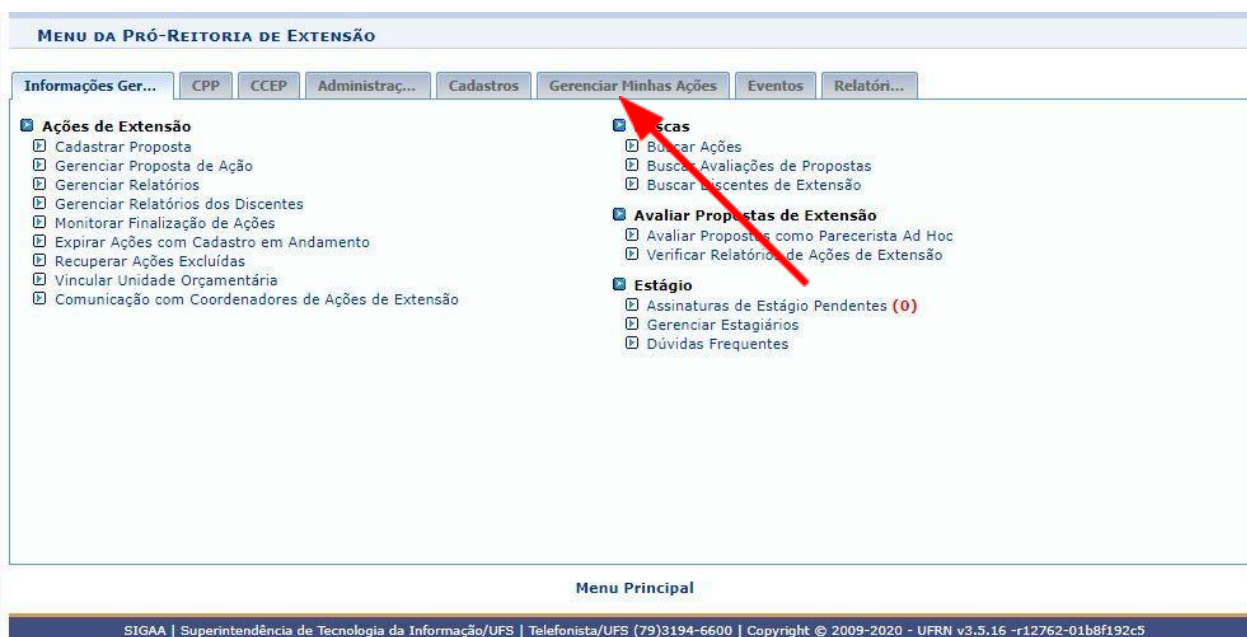 MENU DA PRÓ-REITORIA DE EXTENSÃO
Informações Ger... CPP CCEP Administraç... Cadastros Gerenciar Minhas Ações Eventos Relatóri...
Ações de Extensão
Cadastrar Proposta
Gerenciar Proposta de Ação
Gerenciar Relatórios
Gerenciar Relatórios dos Discentes
Monitorar Finalização de Ações
Expirar Ações com Cadastro em Andamento
Recuperar Ações Excluídas
Vincular Unidade Orçamentária
Comunicação com Coordenadores de Ações de Extensão
Buscas
Buscar Ações
Buscar Avaliações de Propostas
Buscar Discentes de Extensão
Avaliar Propostas de Extensão
Avaliar Propostas como Parecerista Ad Hoc
Verificar Relatórios de Ações de Extensão
Estágio
Assinaturas de Estágio Pendentes (0)
Gerenciar Estagiários
Dúvidas Frequentes
Menu Principal
SIGAA | Superintendência de Tecnologia da Informação/UFS | Telefonista/UFS (79)3194-6600 | Copyright © 2009-2020 - UFRN v3.5.16 -r12762-01b8f192c5